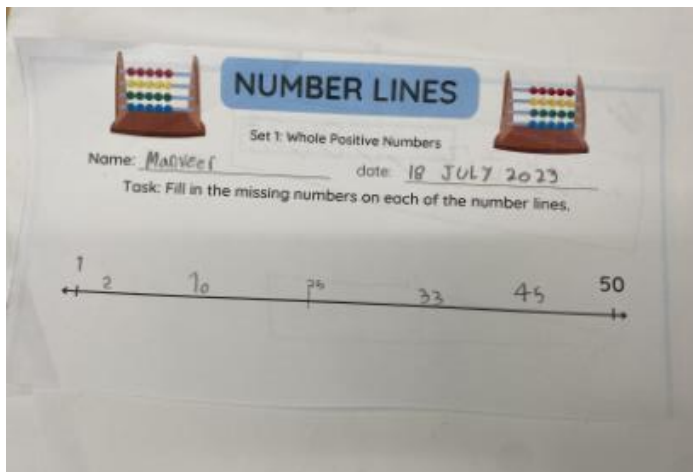 NUMBER LINES
Set 1: Whole Positive Numbers
Name: Manveer date: 18 JULY 2023
Task: Fill in the missing numbers on each of the number lines.
1 2 10 25 33 45 50